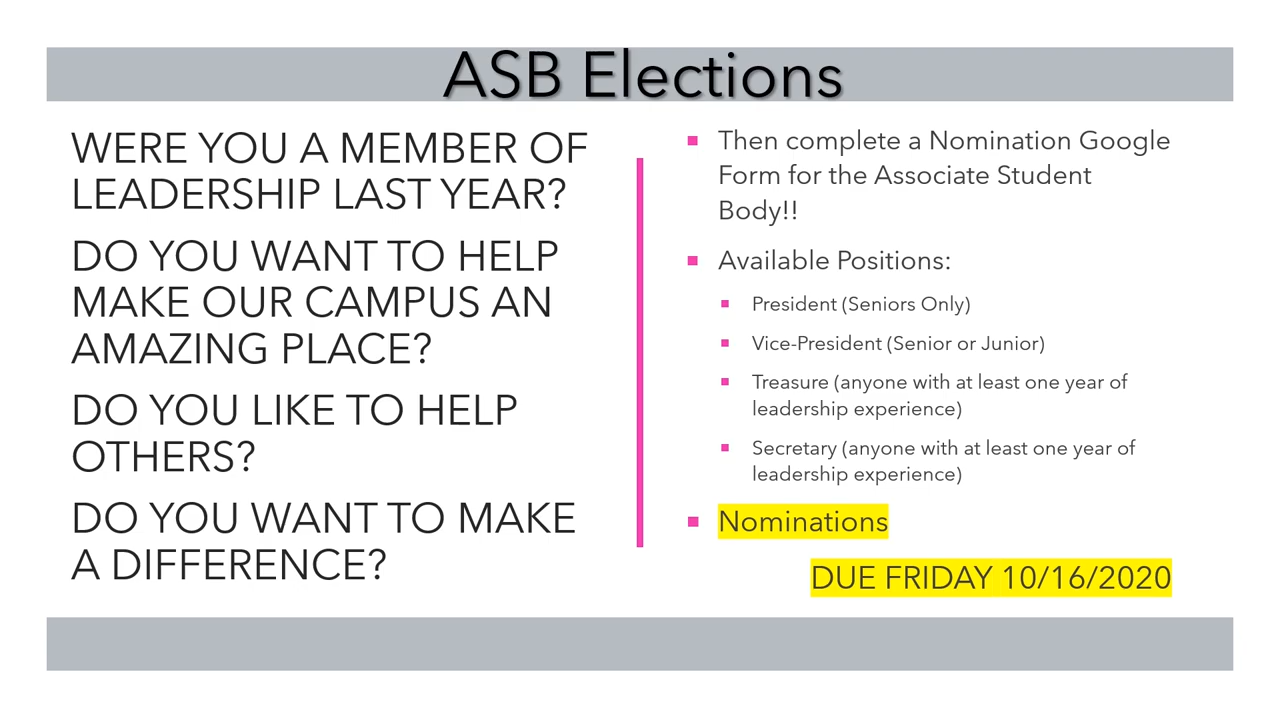 ASB Elections
WERE YOU A MEMBER OF
LEADERSHIP LAST YEAR?
DO YOU WANT TO HELP
MAKE OUR CAMPUS AN
AMAZING PLACE?
DO YOU LIKE TO HELP
OTHERS?
DO YOU WANT TO MAKE
A DIFFERENCE?
Then complete a Nomination Google
Form for the Associate Student
Body!!
Available Positions:
President (Seniors Only)
Vice-President (Senior or Junior)
Treasure (anyone with at least one year of
leadership experience)
Secretary (anyone with at least one year of
leadership experience)
Nominations
DUE FRIDAY 10/16/2020